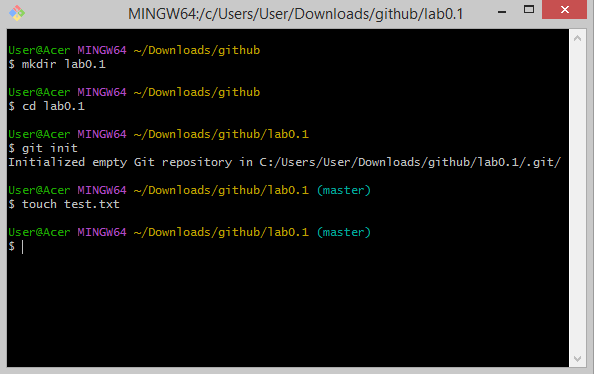 MINGW64:/c/Users/User/Downloads/github/lab0.1
User@Acer MINGW64 ~/Downloads/github
$ mkdir lab0.1
User@Acer MINGW64 ~/Downloads/github
$ cd lab0.1
User@Acer MINGW64 ~/Downloads/github/lab0.1
$ git init
Initialized empty Git repository in C:/Users/User/Downloads/github/lab0.1/.git/
User@Acer MINGW64 ~/Downloads/github/lab0.1 (master)
$ touch test.txt
User@Acer MINGW64 ~/Downloads/github/lab0.1 (master)
$